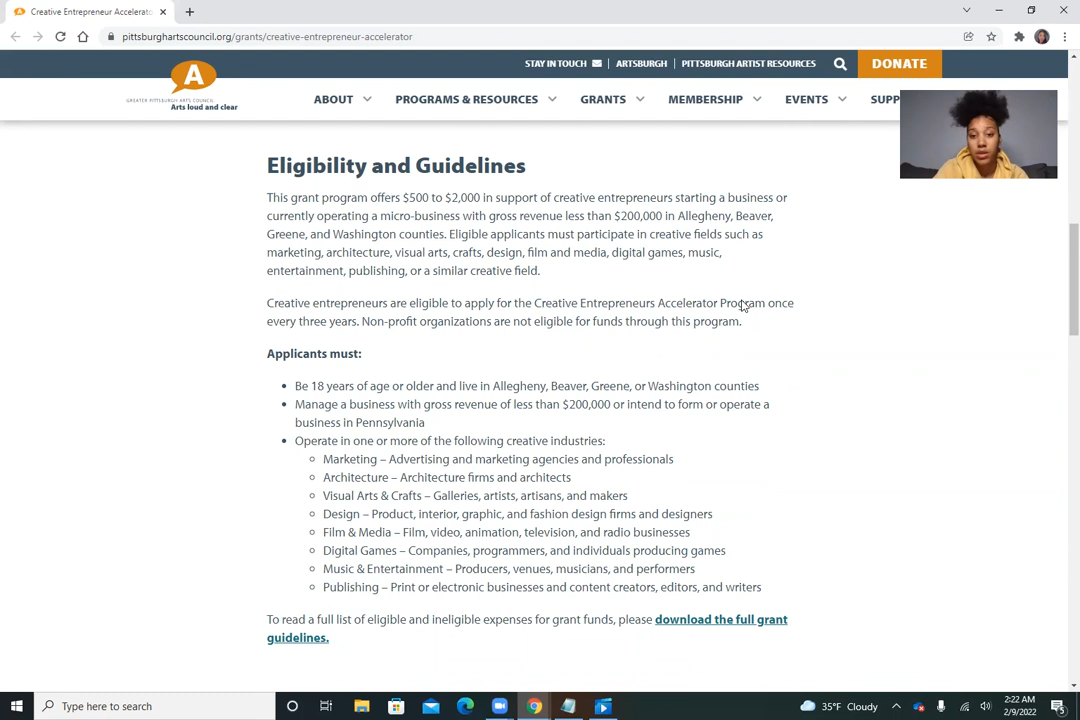 Creative Entrepreneur Accelerato
pittsburghartscouncil.org/grants/creative-entrepreneur-accelerator
STAY IN TOUCH | ARTSBURGH | PITTSBURGH ARTIST RESOURCES
DONATE
A
GREATER PITTSBURGH ARTS COUNCIL
Arts loud and clear
ABOUT PROGRAMS & RESOURCES GRANTS MEMBERSHIP EVENTS SUPP
Eligibility and Guidelines
This grant program offers $500 to $2,000 in support of creative entrepreneurs starting a business or
currently operating a micro-business with gross revenue less than $200,000 in Allegheny, Beaver,
Greene, and Washington counties. Eligible applicants must participate in creative fields such as
marketing, architecture, visual arts, crafts, design, film and media, digital games, music,
entertainment, publishing, or a similar creative field.
Creative entrepreneurs are eligible to apply for the Creative Entrepreneurs Accelerator Program once
every three years. Non-profit organizations are not eligible for funds through this program.
Applicants must:
• Be 18 years of age or older and live in Allegheny, Beaver, Greene, or Washington counties
• Manage a business with gross revenue of less than $200,000 or intend to form or operate a
business in Pennsylvania
• Operate in one or more of the following creative industries:
Marketing – Advertising and marketing agencies and professionals
Architecture – Architecture firms and architects
Visual Arts & Crafts – Galleries, artists, artisans, and makers
Design – Product, interior, graphic, and fashion design firms and designers
Film & Media – Film, video, animation, television, and radio businesses
Digital Games – Companies, programmers, and individuals producing games
Music & Entertainment – Producers, venues, musicians, and performers
Publishing – Print or electronic businesses and content creators, editors, and writers
To read a full list of eligible and ineligible expenses for grant funds, please download the full grant
guidelines.
Type here to search
35°F Cloudy
2:22 AM
2/9/2022
5